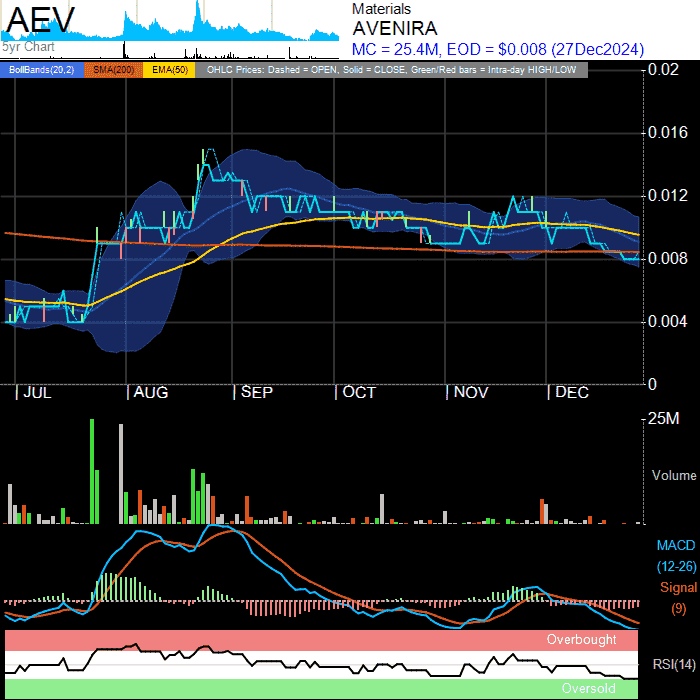 AEV
5yr Chart
Materials
AVENIRA
MC = 25.4M, EOD = $0.008 (27Dec2024)
BollBands(20,2) SMA(200) EMA(50) OHLC Prices: Dashed = OPEN, Solid = CLOSE, Green/Red bars = Intra-day HIGH/LOW
0.02
0.016
0.012
0.008
0.004
0
JUL AUG SEP OCT NOV DEC
25M
Volume
MACD
(12-26)
Signal
(9)
Overbought
RSI(14)
Oversold